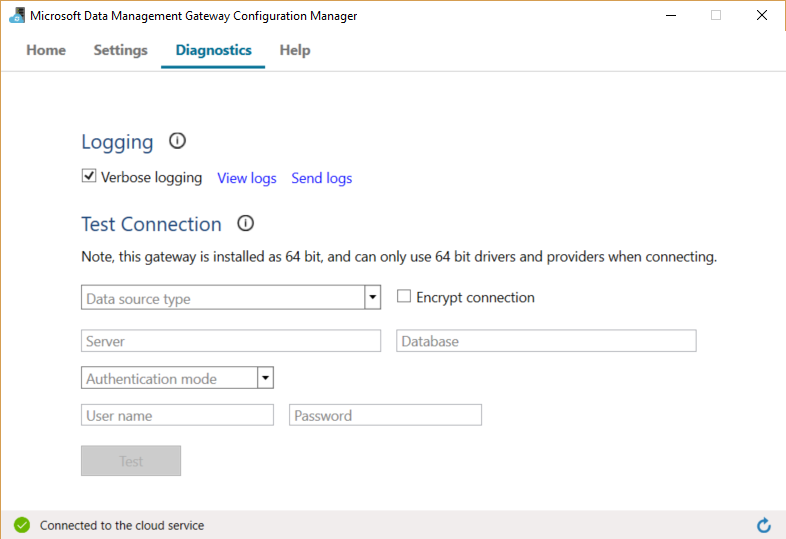 Microsoft Data Management Gateway Configuration Manager
Home Settings Diagnostics Help
Logging
Verbose logging View logs Send logs
Test Connection
Note, this gateway is installed as 64 bit, and can only use 64 bit drivers and providers when connecting.
Data source type Encrypt connection
Server Database
Authentication mode
User name Password
Test
Connected to the cloud service